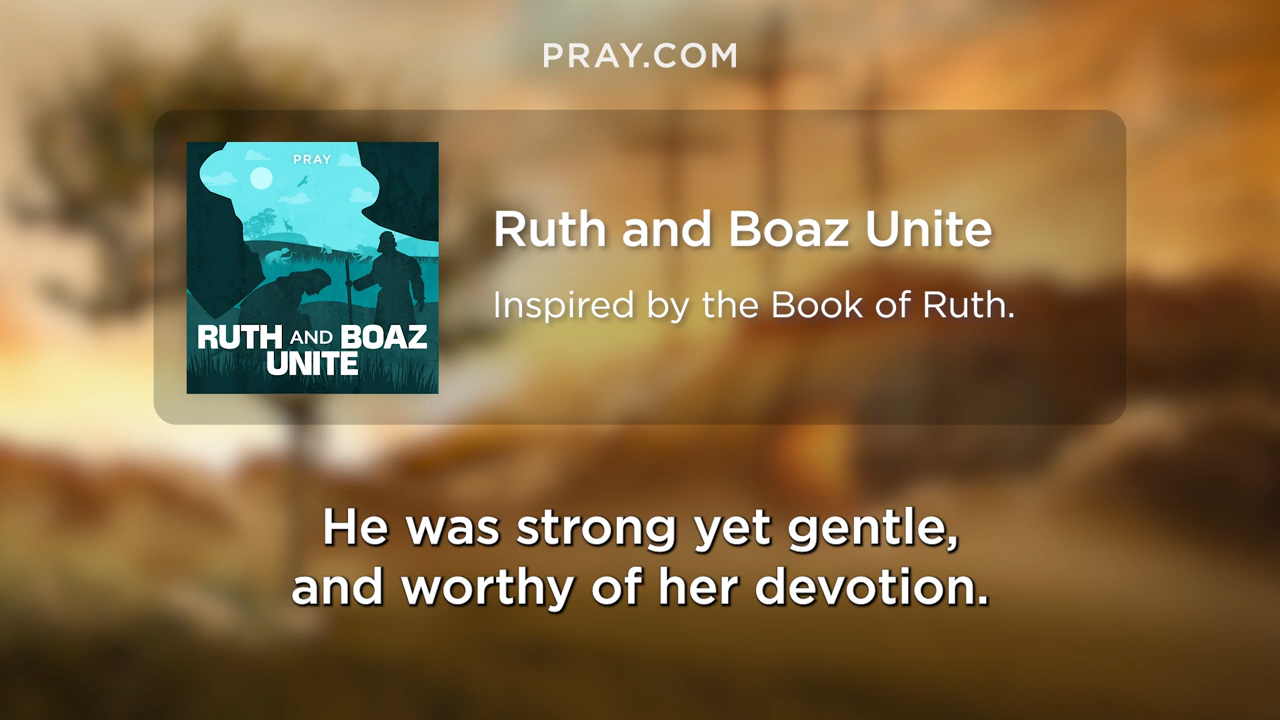 PRAY.COM
PRAY
RUTH AND BOAZ
UNITE
Ruth and Boaz Unite
Inspired by the Book of Ruth.
He was strong yet gentle,
and worthy of her devotion.